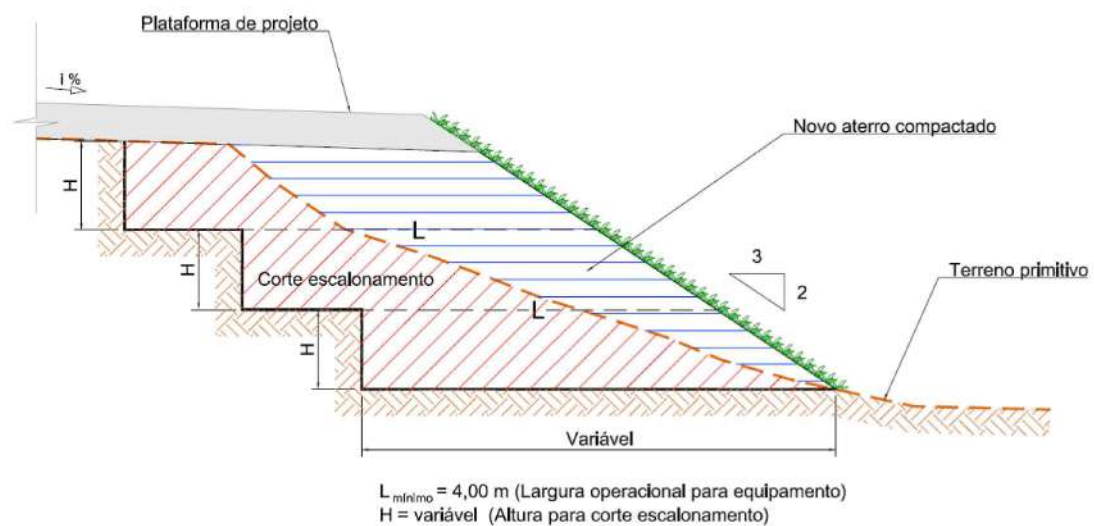 Plataforma de projeto
i %
Novo aterro compactado
H
L
3
2
Terreno primitivo
H
Corte escalonamento
L
H
Variável
L mínimo = 4,00 m (Largura operacional para equipamento)
H = variável (Altura para corte escalonamento)